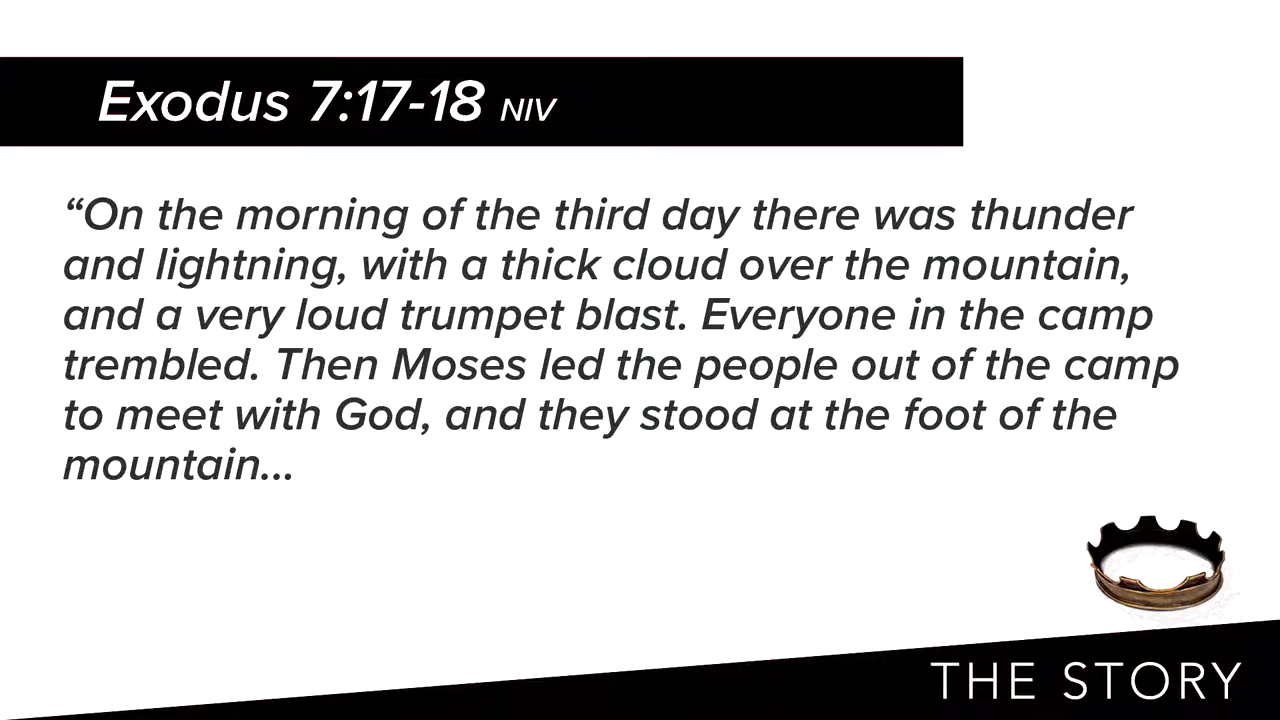 Exodus 7:17-18 NIV
“On the morning of the third day there was thunder
and lightning, with a thick cloud over the mountain,
and a very loud trumpet blast. Everyone in the camp
trembled. Then Moses led the people out of the camp
to meet with God, and they stood at the foot of the
mountain...
THE STORY